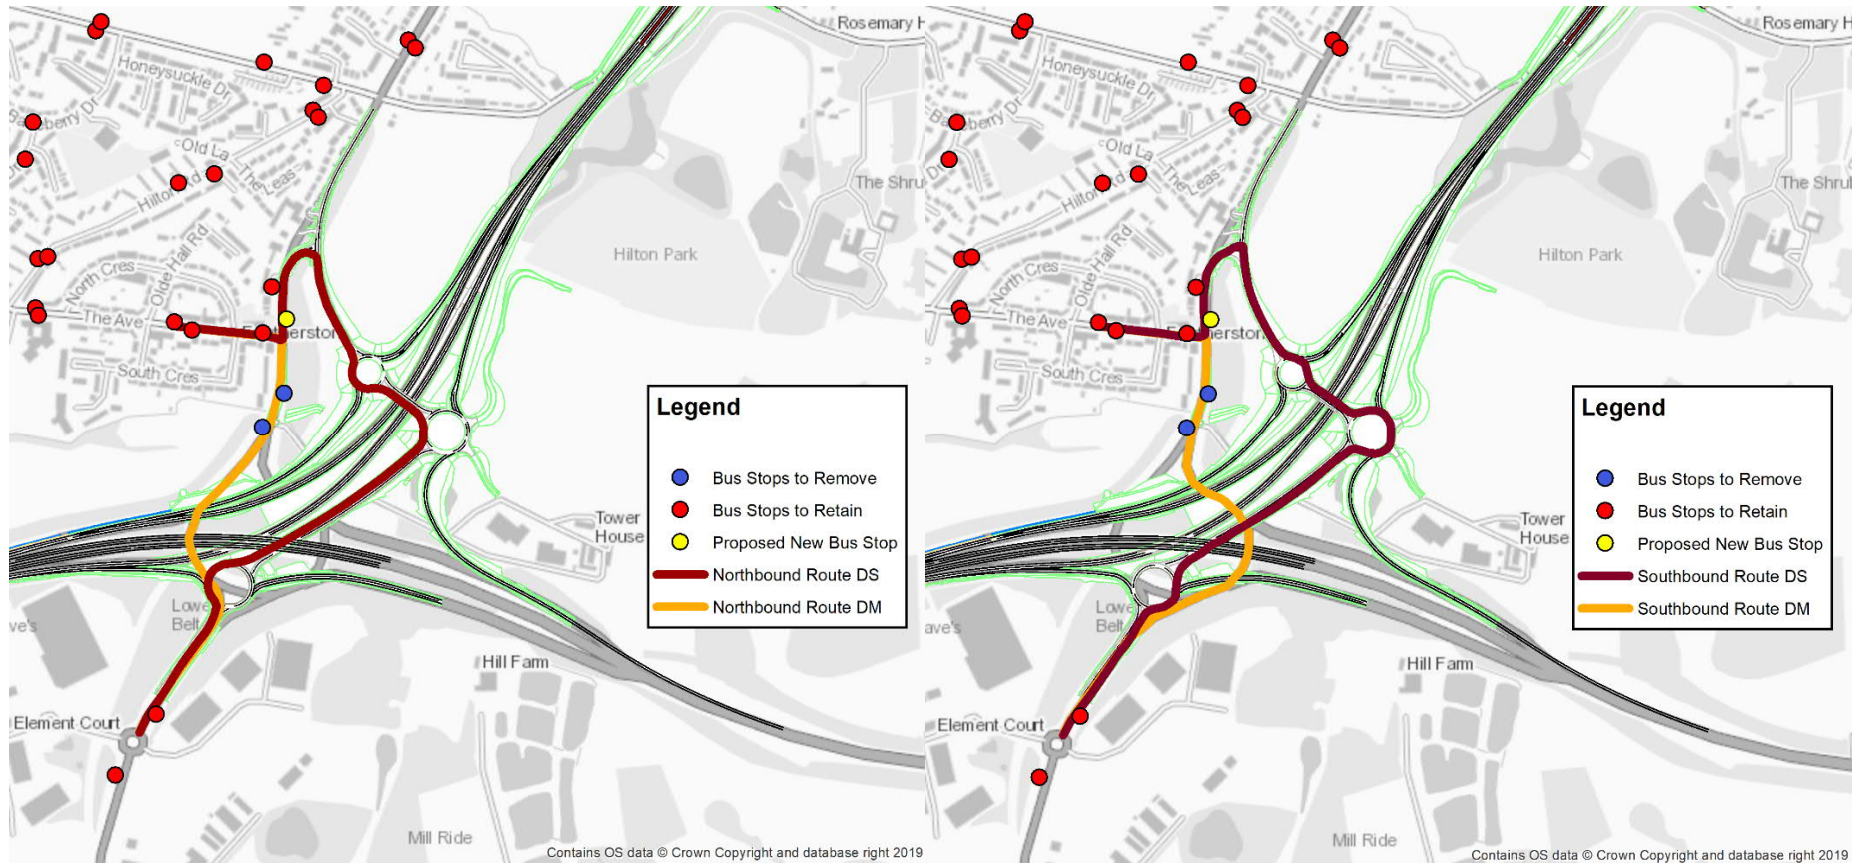 Rosemary H
Honeysuckle Dr
Old La
The Leas
Hilton Rd
The Shru
North Cres
Olde Hall Rd
Hilton Park
The Ave
South Cres
Legend
Bus Stops to Remove
Bus Stops to Retain
Proposed New Bus Stop
Northbound Route DS
Northbound Route DM
Tower
House
Lowe
Belt
ave's
Hill Farm
Element Court
Mill Ride
Contains OS data © Crown Copyright and database right 2019
Rosemary H
Honeysuckle Dr
Old La
The Leas
Hilton Rd
The Shru
North Cres
Olde Hall Rd
Hilton Park
The Ave
South Cres
Legend
Bus Stops to Remove
Bus Stops to Retain
Proposed New Bus Stop
Southbound Route DS
Southbound Route DM
Tower
House
Lowe
Belt
ave's
Hill Farm
Element Court
Mill Ride
Contains OS data © Crown Copyright and database right 2019